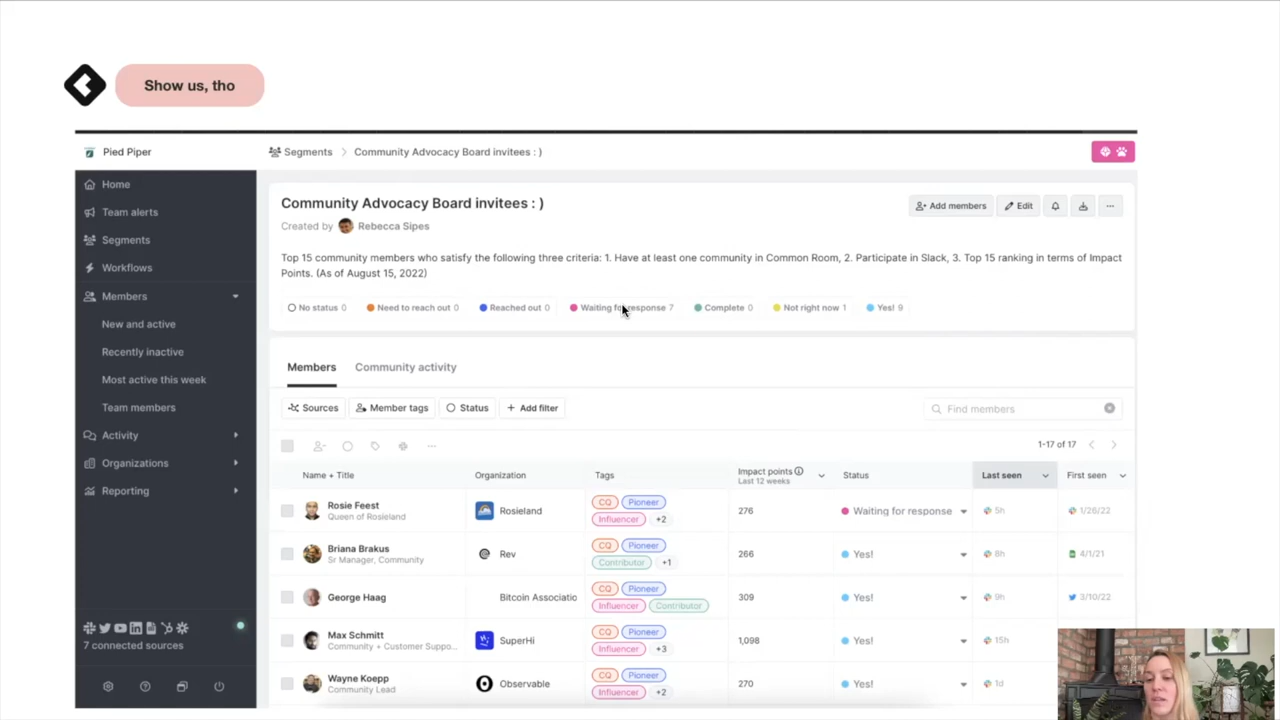 Show us, tho
Pied Piper
Segments > Community Advocacy Board invitees : )
Home
Team alerts
Segments
Workflows
Members
New and active
Recently inactive
Most active this week
Team members
Activity
Organizations
Reporting
7 connected sources
Community Advocacy Board invitees : )
Add members
Edit
...
Created by Rebecca Sipes
Top 15 community members who satisfy the following three criteria: 1. Have at least one community in Common Room, 2. Participate in Slack, 3. Top 15 ranking in terms of Impact
Points. (As of August 15, 2022)
No status 0 Need to reach out 0 Reached out 0 Waiting for response 7 Complete 0 Not right now 1 Yes! 9
Members Community activity
Sources Member tags Status + Add filter Find members
1-17 of 17
Name + Title Organization Tags Impact points Status Last seen First seen
Last 12 weeks
Rosie Feest
Queen of Rosieland
Rosieland
CQ Pioneer
Influencer +2
276
Waiting for response
5h
1/26/22
Briana Brakus
Sr Manager, Community
Rev
CQ Pioneer
Contributor +1
266
Yes!
8h
4/1/21
George Haag
Bitcoin Associatio
CQ Pioneer
Influencer Contributor
309
Yes!
9h
3/10/22
Max Schmitt
Community + Customer Suppo...
SuperHi
CQ Pioneer
Influencer +3
1,098
Yes!
15h
Wayne Koepp
Community Lead
Observable
CQ Pioneer
Influencer +2
270
Yes!
1d